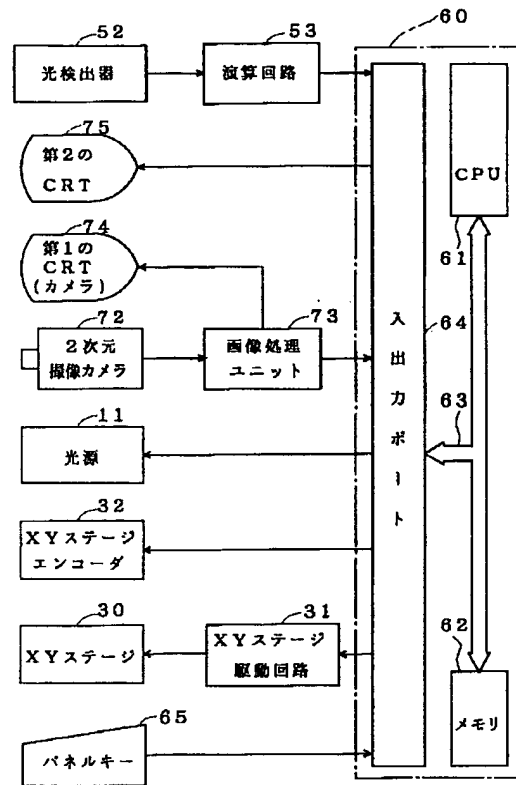 60
52
光検出器
53
演算回路
75
第2の
CRT
74
第1の
CRT
(カメラ)
72
2次元
撮像カメラ
73
画像処理
ユニット
11
光源
32
XYステージ
エンコーダ
30
XYステージ
31
XYステージ
駆動回路
65
パネルキー
入出力ポート
64
CPU
61
63
62
メモリ